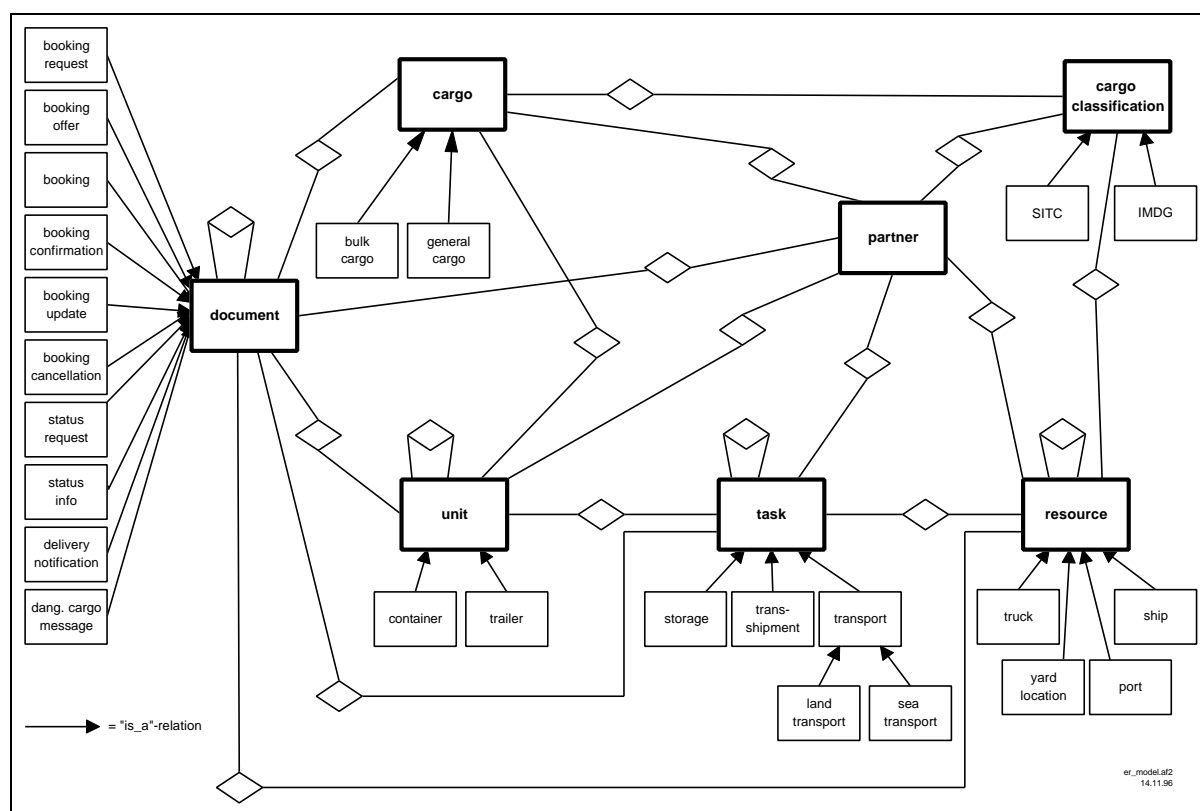 booking
request
booking
offer
booking
booking
confirmation
booking
update
booking
cancellation
status
request
status
info
delivery
notification
dang. cargo
message
cargo
cargo
classification
bulk
cargo
general
cargo
SITC
IMDG
partner
document
unit
task
resource
container
trailer
storage
trans-
shipment
transport
land
transport
sea
transport
truck
ship
yard
location
port
= "is_a"-relation
er_model.af2
14.11.96